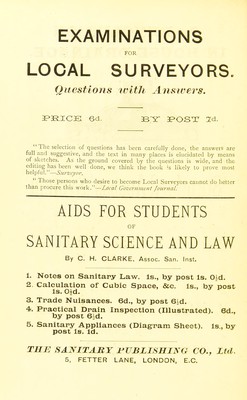 EXAMINATIONS
FOR
LOCAL SURVEYORS.
Questions with Answers.
PRICE 6d. BY POST 7d.
"The selection of questions has been carefully done, the answers are
full and suggestive, and the text in many places is elucidated by means
of sketches. As the ground covered by the questions is wide, and the
editing has been well done, we think the book is likely to prove most
helpful."—Surveyor.
"Those persons who desire to become Local Surveyors cannot do better
than procure this work."—Local Government Journal.
AIDS FOR STUDENTS
OF
SANITARY SCIENCE AND LAW
By C. H. CLARKE, Assoc. San. Inst.
1. Notes on Sanitary Law. 1s., by post 1s. 0½d.
2. Calculation of Cubic Space, &c. 1s., by post
1s. 0½d.
3. Trade Nuisances. 6d., by post 6½d.
4. Practical Drain Inspection (Illustrated). 6d.,
by post 6½d.
5. Sanitary Appliances (Diagram Sheet). 1s., by
post 1s. 1d.
THE SANITARY PUBLISHING CO., Ltd.
5, FETTER LANE, LONDON, E.C.